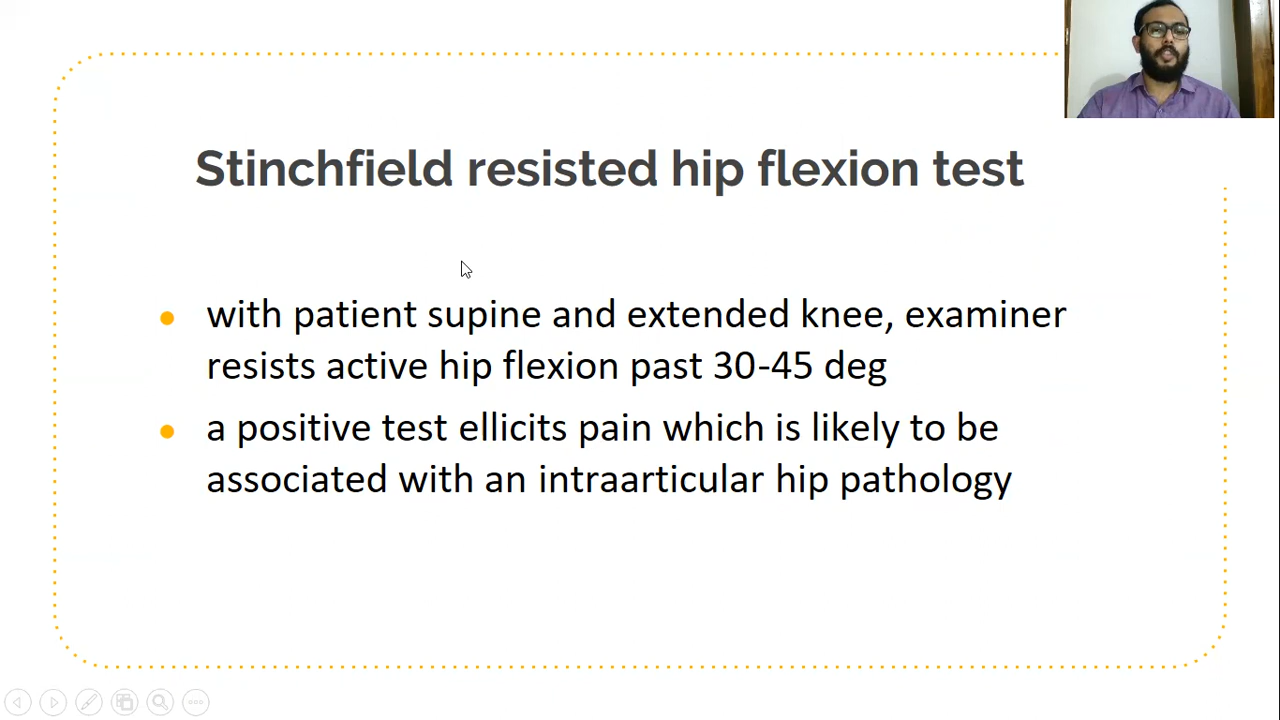 Stinchfield resisted hip flexion test
with patient supine and extended knee, examiner
resists active hip flexion past 30-45 deg
a positive test ellicits pain which is likely to be
associated with an intraarticular hip pathology